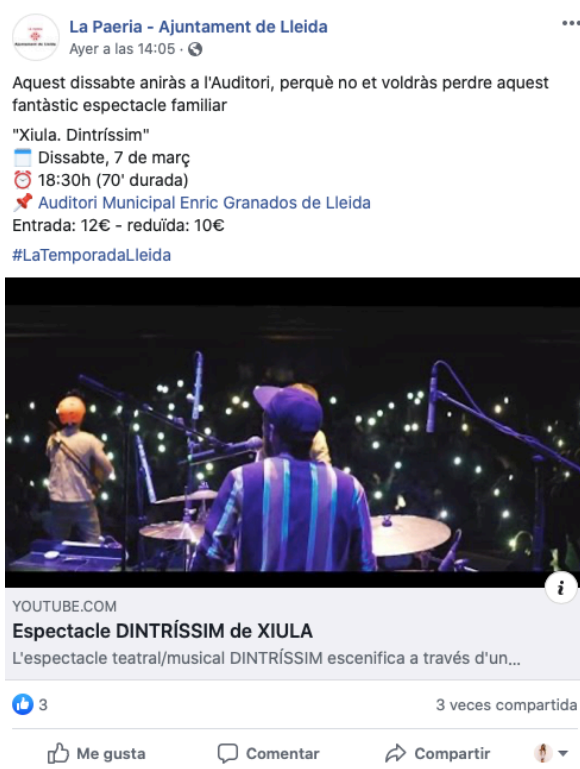 La Paeria - Ajuntament de Lleida
Ayer a las 14:05 ·
Aquest dissabte aniràs a l'Auditori, perquè no et voldràs perdre aquest
fantàstic espectacle familiar
"Xiula. Dintríssim"
Dissabte, 7 de març
18:30h (70' durada)
Auditori Municipal Enric Granados de Lleida
Entrada: 12€ - reduïda: 10€
#LaTemporadaLleida
YOUTUBE.COM
Espectacle DINTRÍSSIM de XIULA
L'espectacle teatral/musical DINTRÍSSIM escenifica a través d'un...
3
3 veces compartida
Me gusta
Comentar
Compartir